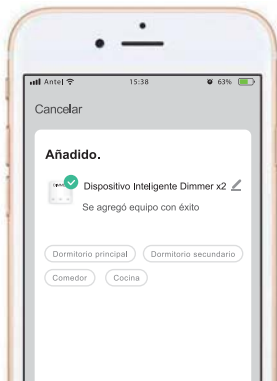 Antel 15:38 63%
Cancelar
Añadido.
Dispositivo Inteligente Dimmer x2
Se agregó equipo con éxito
Dormitorio principal Dormitorio secundario
Comedor Cocina